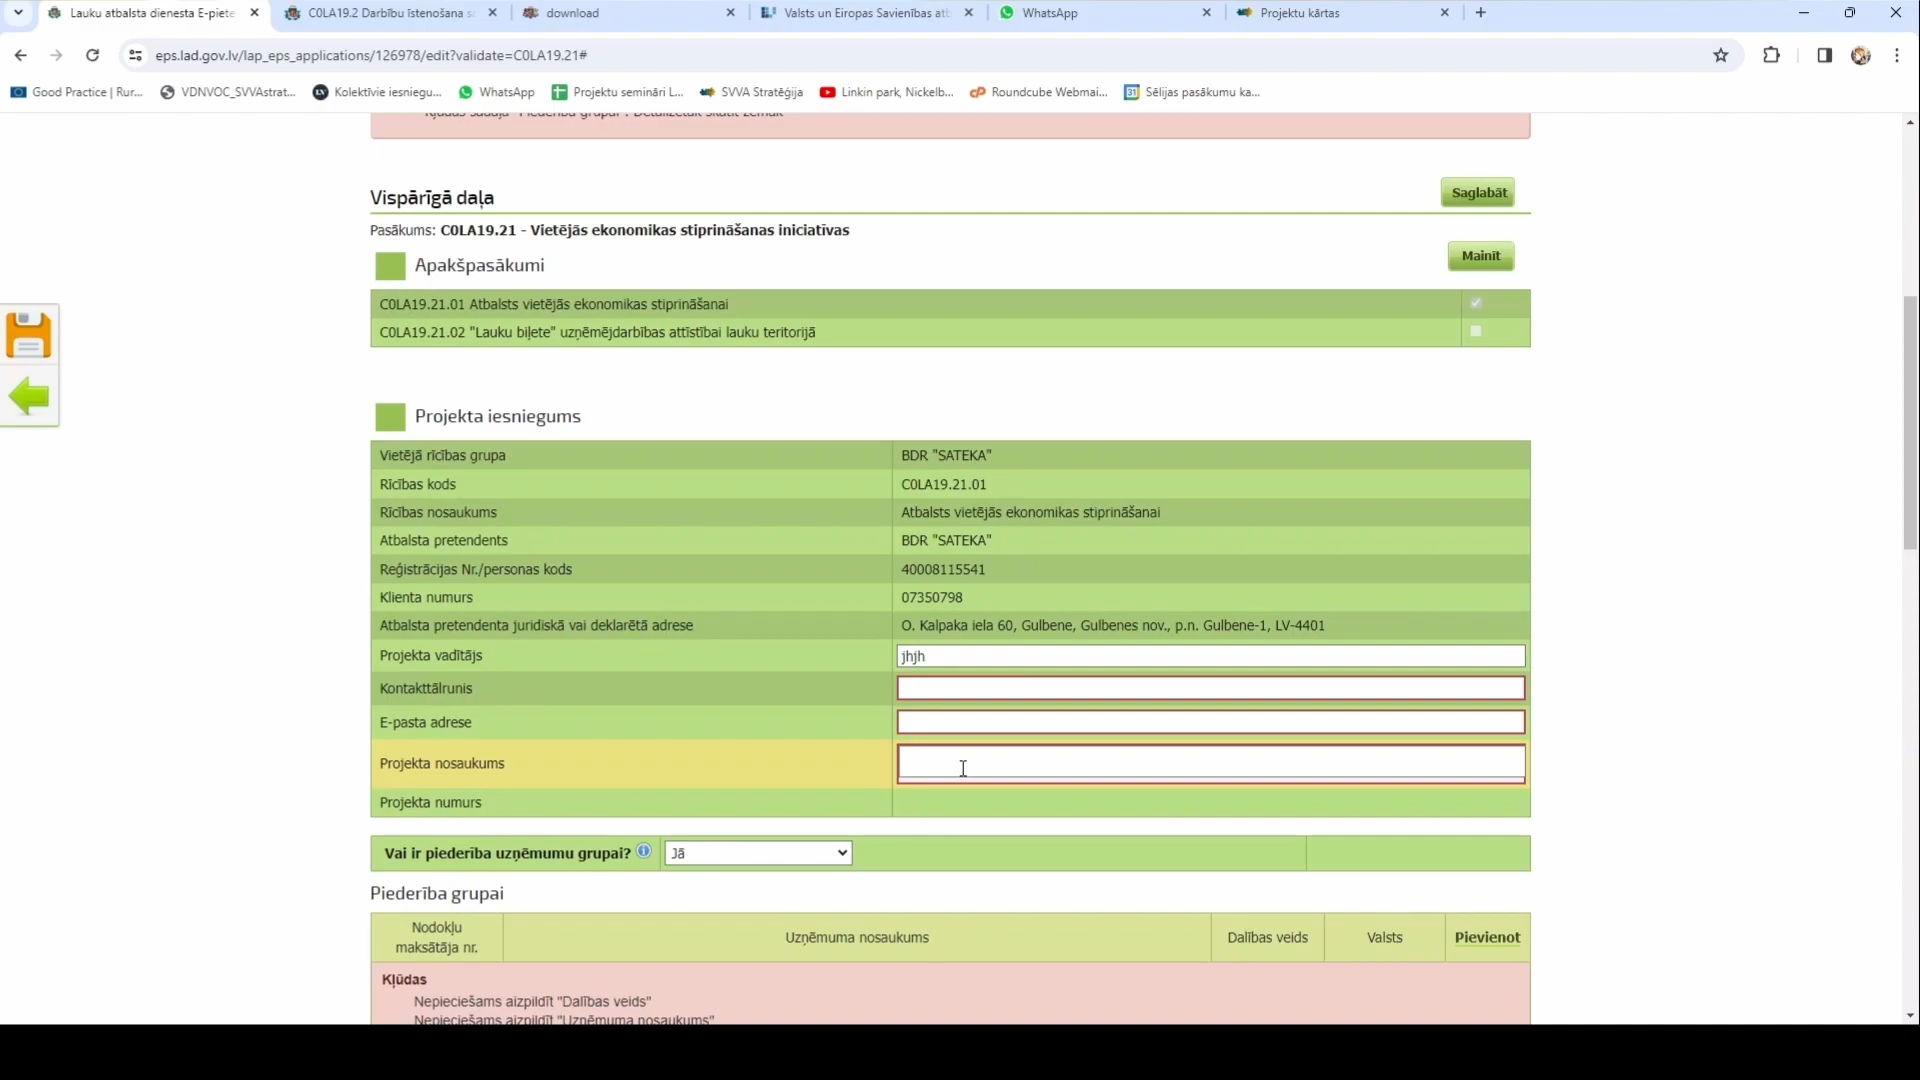 Lauku atbalsta dienesta E-piete
C0LA19.2 Darbību īstenošana sa
download
Valsts un Eiropas Savienības atb
WhatsApp
Projektu kārtas
eps.lad.gov.lv/lap_eps_applications/126978/edit?validate=C0LA19.21#
Good Practice | Rur...
VDNVOC_SVVAstrat...
Kolektīvie iesniegu...
WhatsApp
Projektu semināri L...
SVVA Stratēģija
Linkin park, Nickelb...
Roundcube Webmai...
Sēlijas pasākumu ka...
Vispārīgā daļa
Saglabāt
Pasākums: C0LA19.21 - Vietējās ekonomikas stiprināšanas iniciatīvas
Apakšpasākumi
Mainīt
C0LA19.21.01 Atbalsts vietējās ekonomikas stiprināšanai
C0LA19.21.02 "Lauku biļete" uzņēmējdarbības attīstībai lauku teritorijā
Projekta iesniegums
Vietējā rīcības grupa BDR "SATEKA"
Rīcības kods C0LA19.21.01
Rīcības nosaukums Atbalsts vietējās ekonomikas stiprināšanai
Atbalsta pretendents BDR "SATEKA"
Reģistrācijas Nr./personas kods 40008115541
Klienta numurs 07350798
Atbalsta pretendenta juridiskā vai deklarētā adrese O. Kalpaka iela 60, Gulbene, Gulbenes nov., p.n. Gulbene-1, LV-4401
Projekta vadītājs jhjh
Kontakttālrunis
E-pasta adrese
Projekta nosaukums
Projekta numurs
Vai ir piederība uzņēmumu grupai? Jā
Piederība grupai
Nodokļu
maksātāja nr.
Uzņēmuma nosaukums
Dalības veids
Valsts
Pievienot
Kļūdas
Nepieciešams aizpildīt "Dalības veids"
Nepieciešams aizpildīt "Uzņēmuma nosaukums"